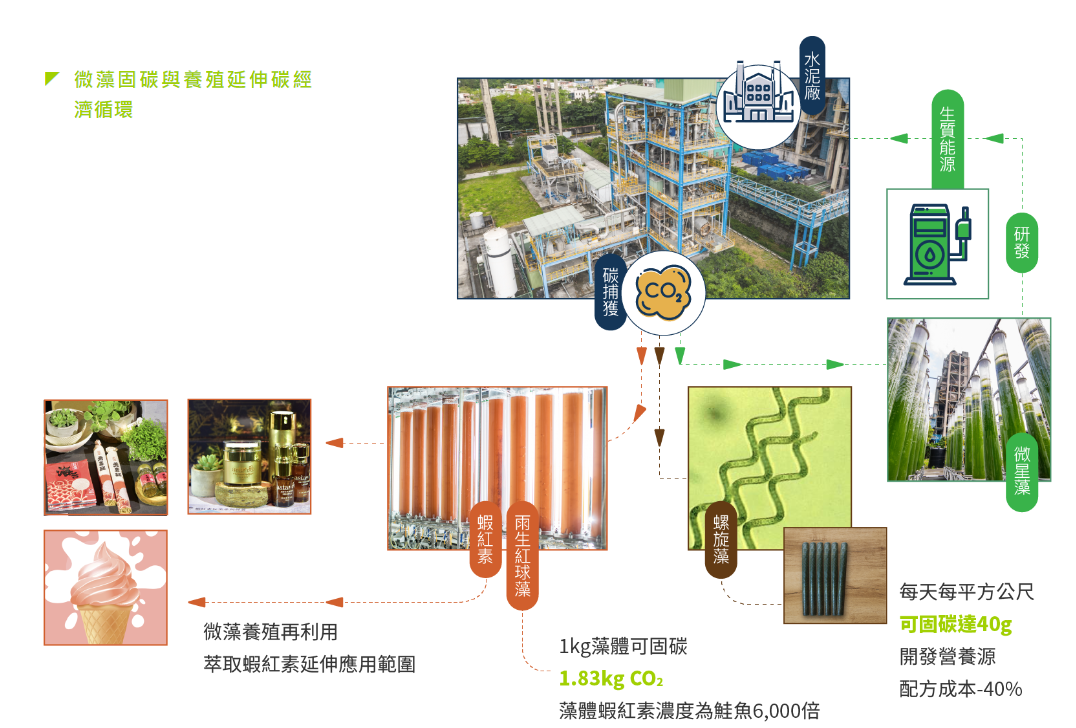 微藻固碳與養殖延伸碳經
濟循環
水泥廠
生質能源
研發
碳捕獲
CO₂
微星藻
蝦紅素
雨生紅球藻
螺旋藻
每天每平方公尺
可固碳達40g
開發營養源
配方成本-40%
微藻養殖再利用
萃取蝦紅素延伸應用範圍
1kg藻體可固碳
1.83kg CO₂
藻體蝦紅素濃度為鮭魚6,000倍